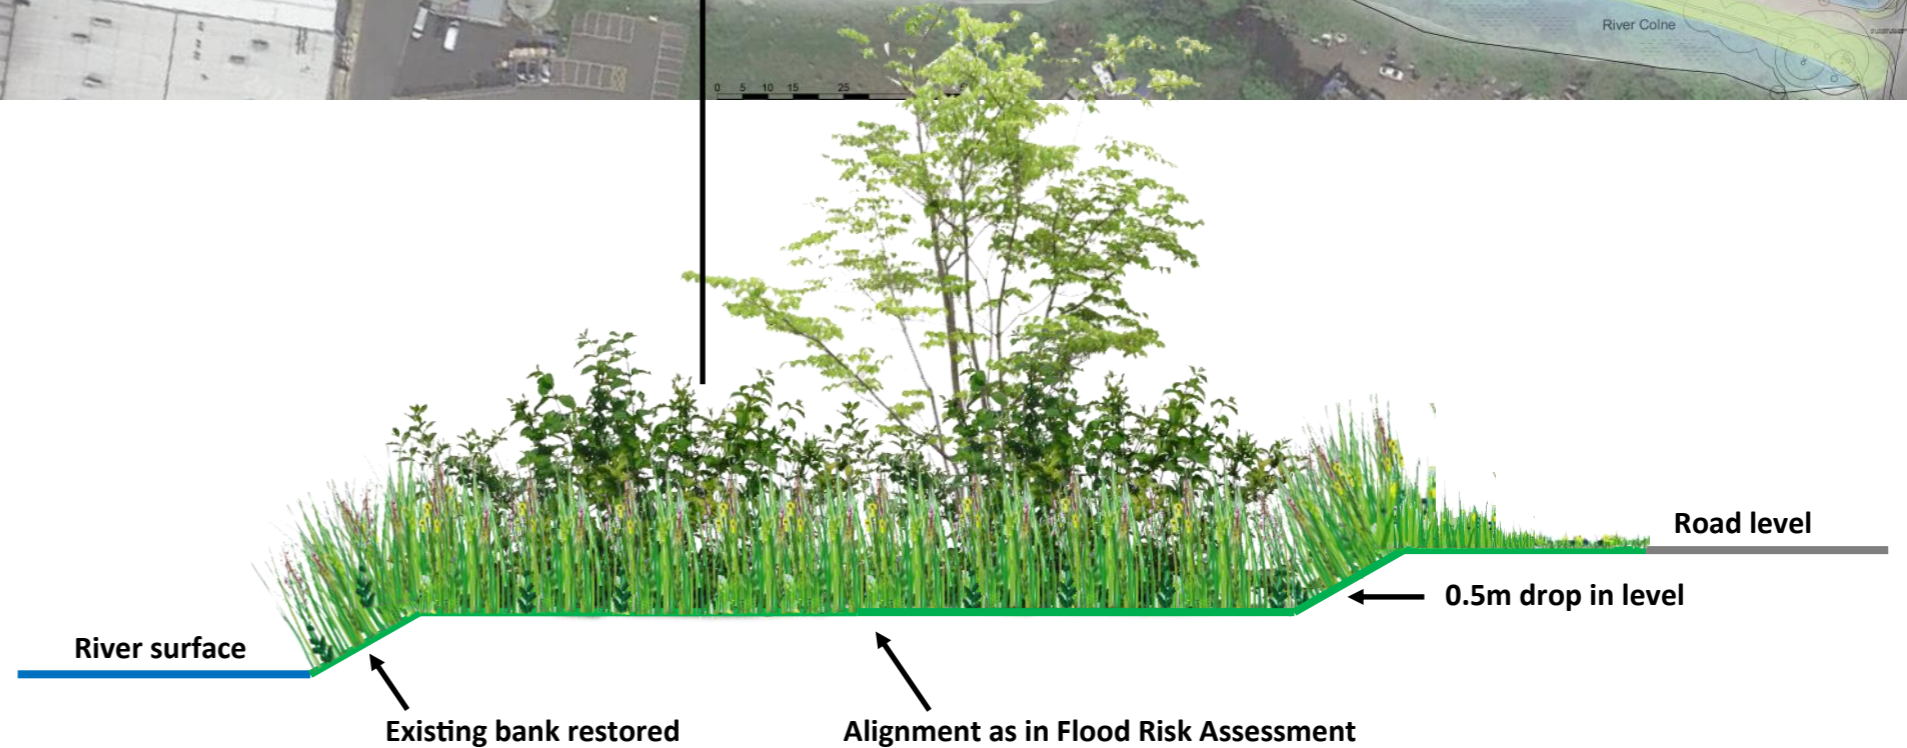 River Colne
0 5 10 15 25
Road level
0.5m drop in level
River surface
Existing bank restored
Alignment as in Flood Risk Assessment